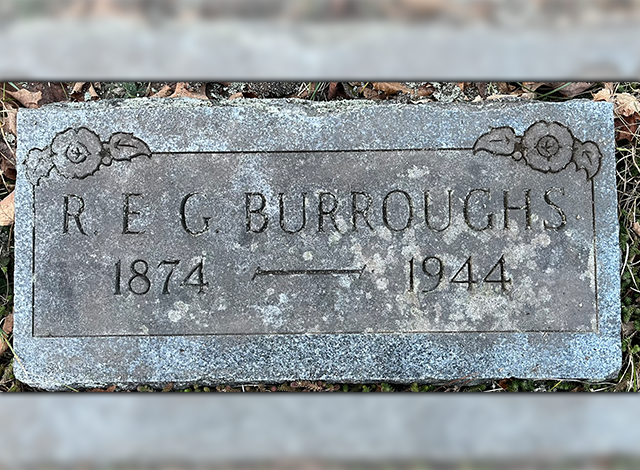 R. E. G. BURROUGHS.
1874 — 1944